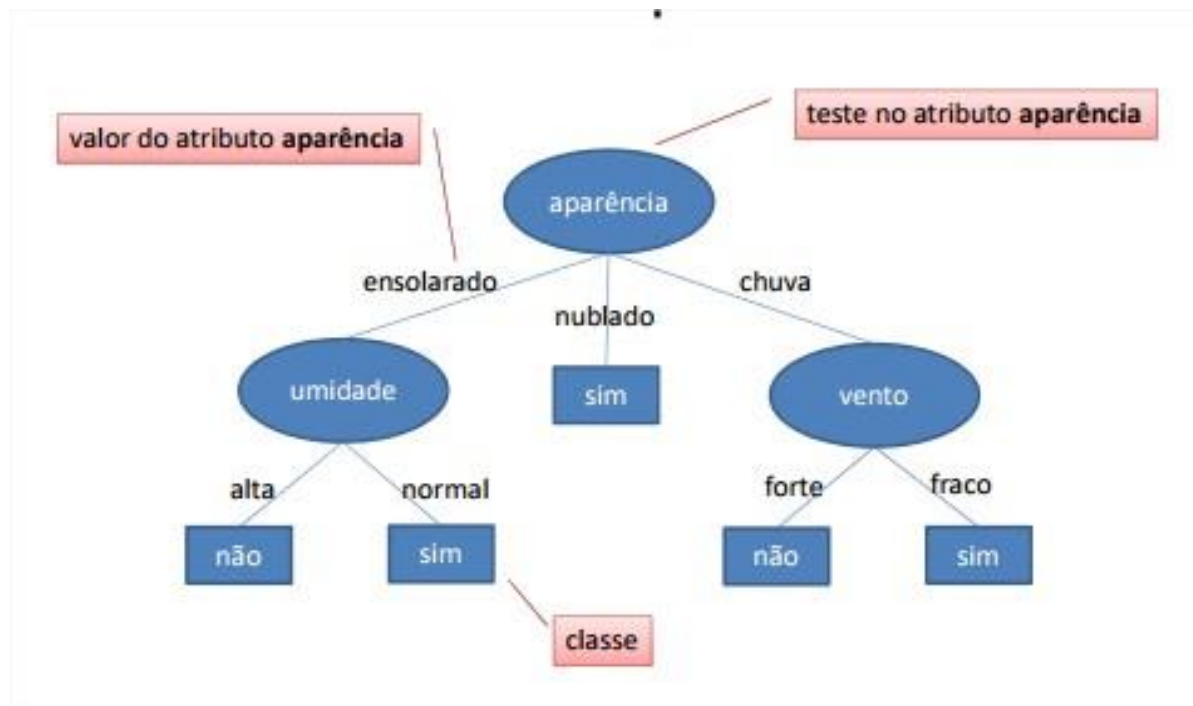 teste no atributo aparência
valor do atributo aparência
aparência
ensolarado
chuva
nublado
umidade
sim
vento
alta
normal
forte
fraco
não
sim
não
sim
classe